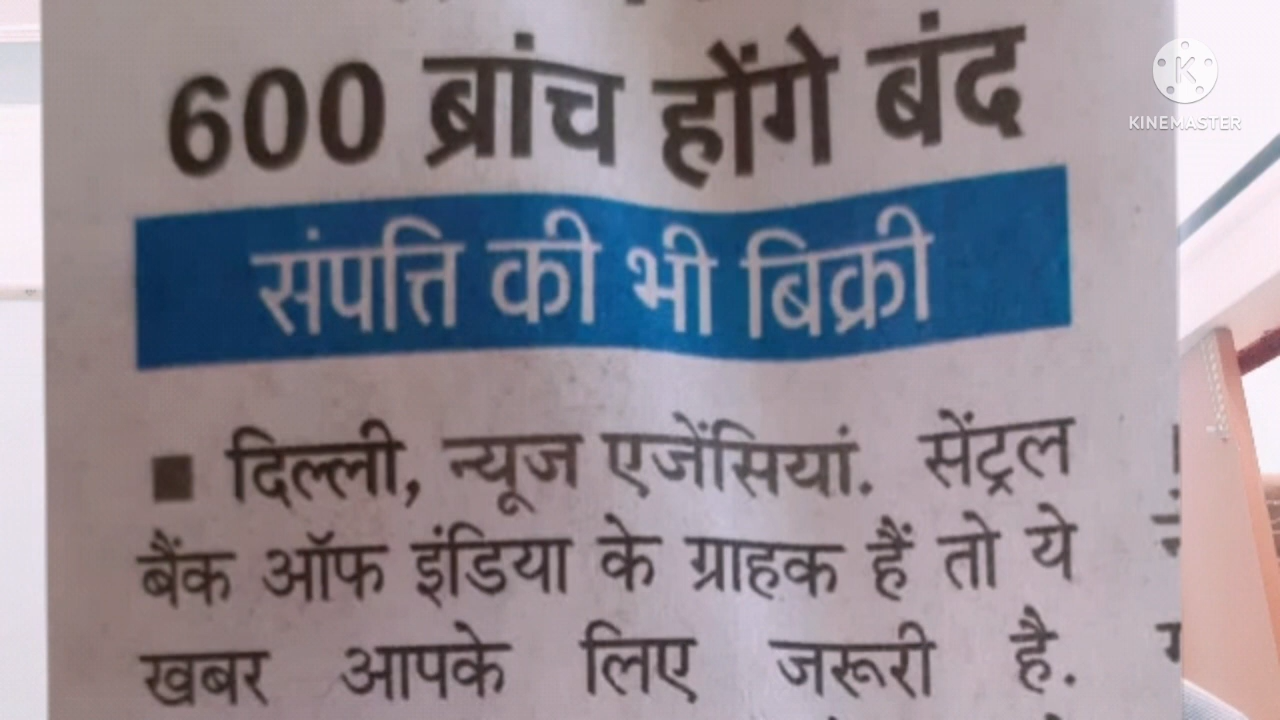 600 ब्रांच होंगे बंद
संपत्ति की भी बिक्री
■ दिल्ली, न्यूज एजेंसियां. सेंट्रल
बैंक ऑफ इंडिया के ग्राहक हैं तो ये
खबर आपके लिए जरूरी है.
K
KINEMASTER